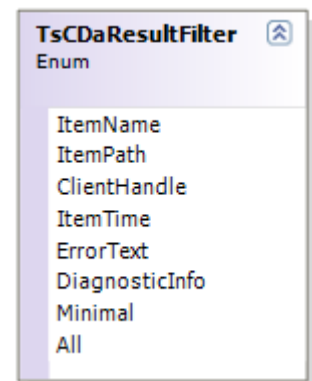 TsCDaResultFilter
Enum
ItemName
ItemPath
ClientHandle
ItemTime
ErrorText
DiagnosticInfo
Minimal
All